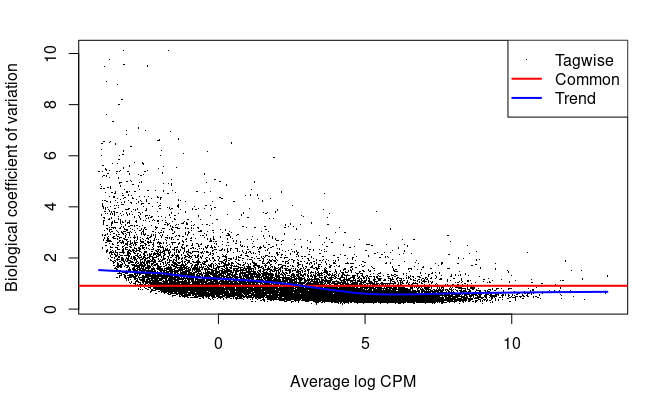 Tagwise
Common
Trend
Biological coefficient of variation
10
8
6
4
2
0
0 5 10
Average log CPM